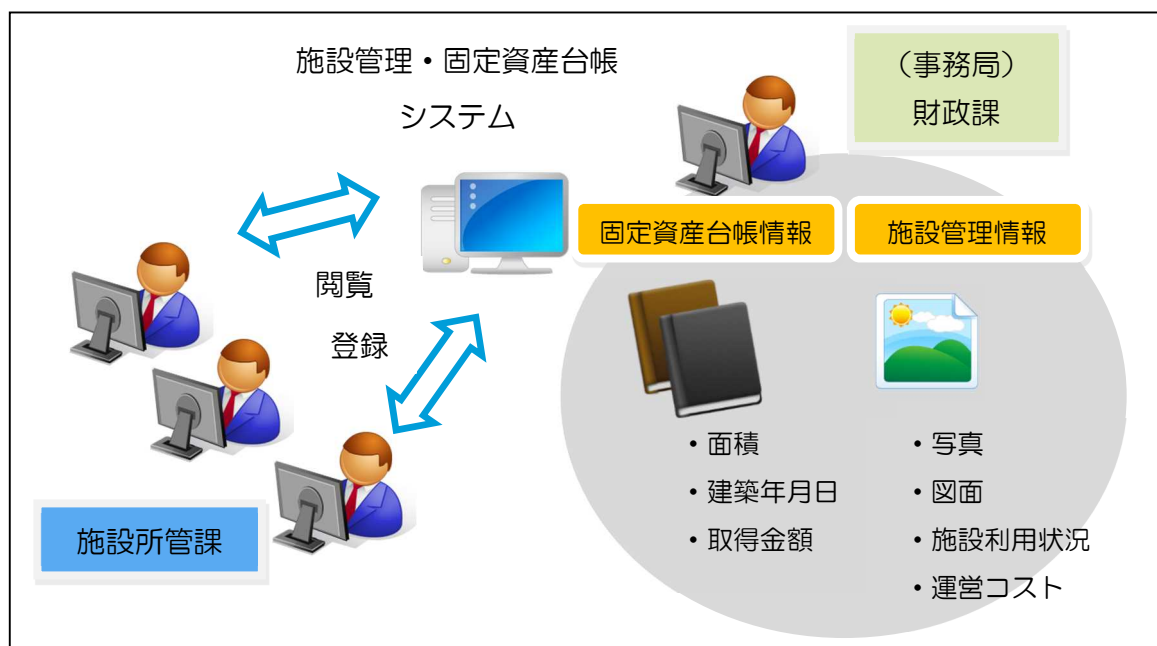 施設管理・固定資産台帳
システム
(事務局)
財政課
固定資産台帳情報
施設管理情報
閲覧
登録
施設所管課
・面積
・建築年月日
・取得金額
・写真
・図面
・施設利用状況
・運営コスト